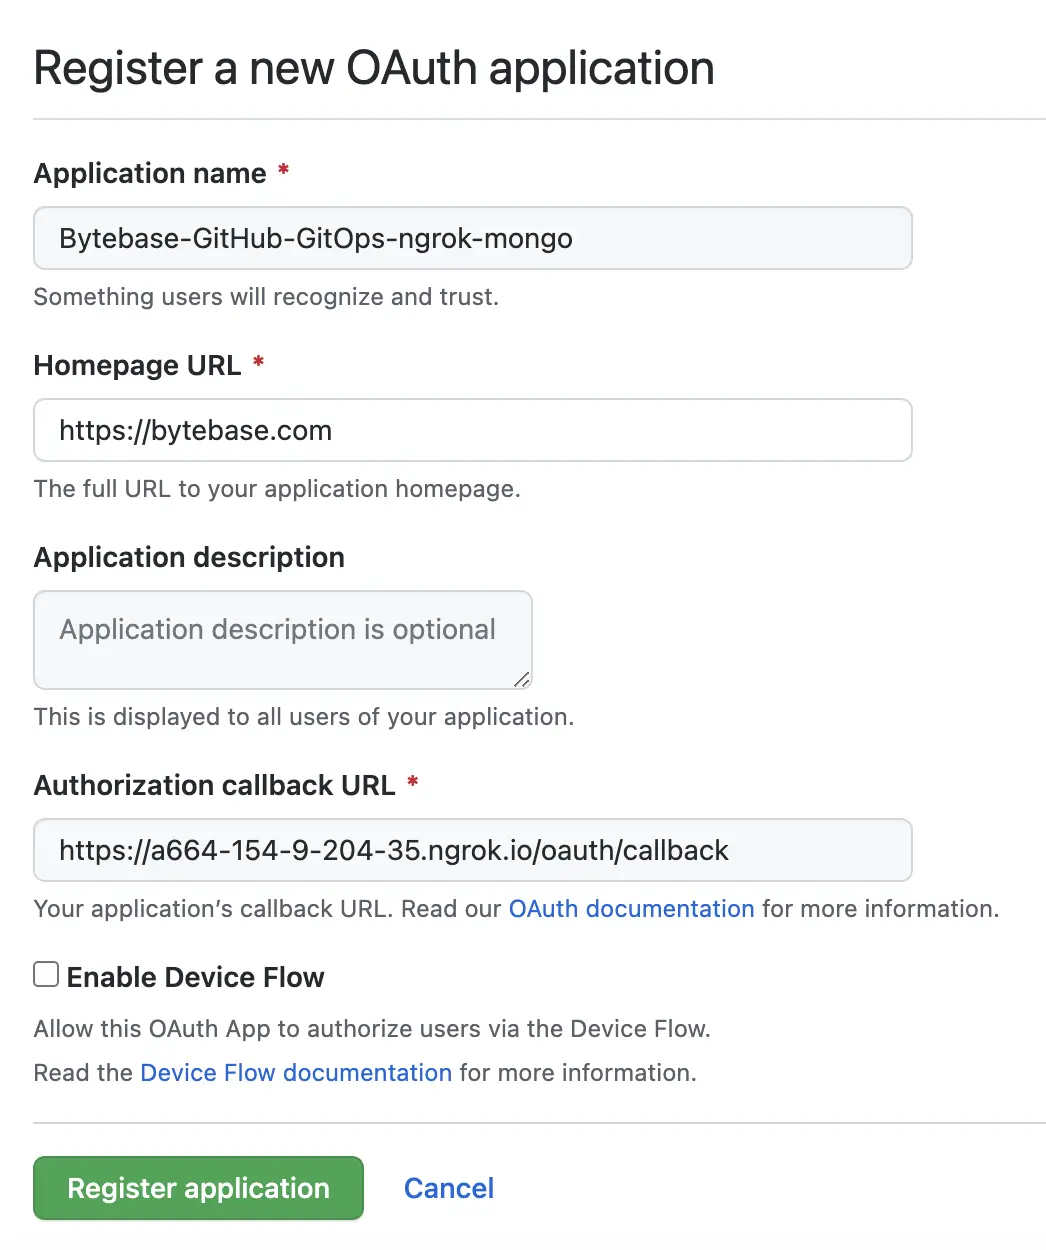 Register a new OAuth application
Application name *
Bytebase-GitHub-GitOps-ngrok-mongo
Something users will recognize and trust.
Homepage URL *
https://bytebase.com
The full URL to your application homepage.
Application description
Application description is optional
This is displayed to all users of your application.
Authorization callback URL *
https://a664-154-9-204-35.ngrok.io/oauth/callback
Your application’s callback URL. Read our OAuth documentation for more information.
Enable Device Flow
Allow this OAuth App to authorize users via the Device Flow.
Read the Device Flow documentation for more information.
Register application Cancel